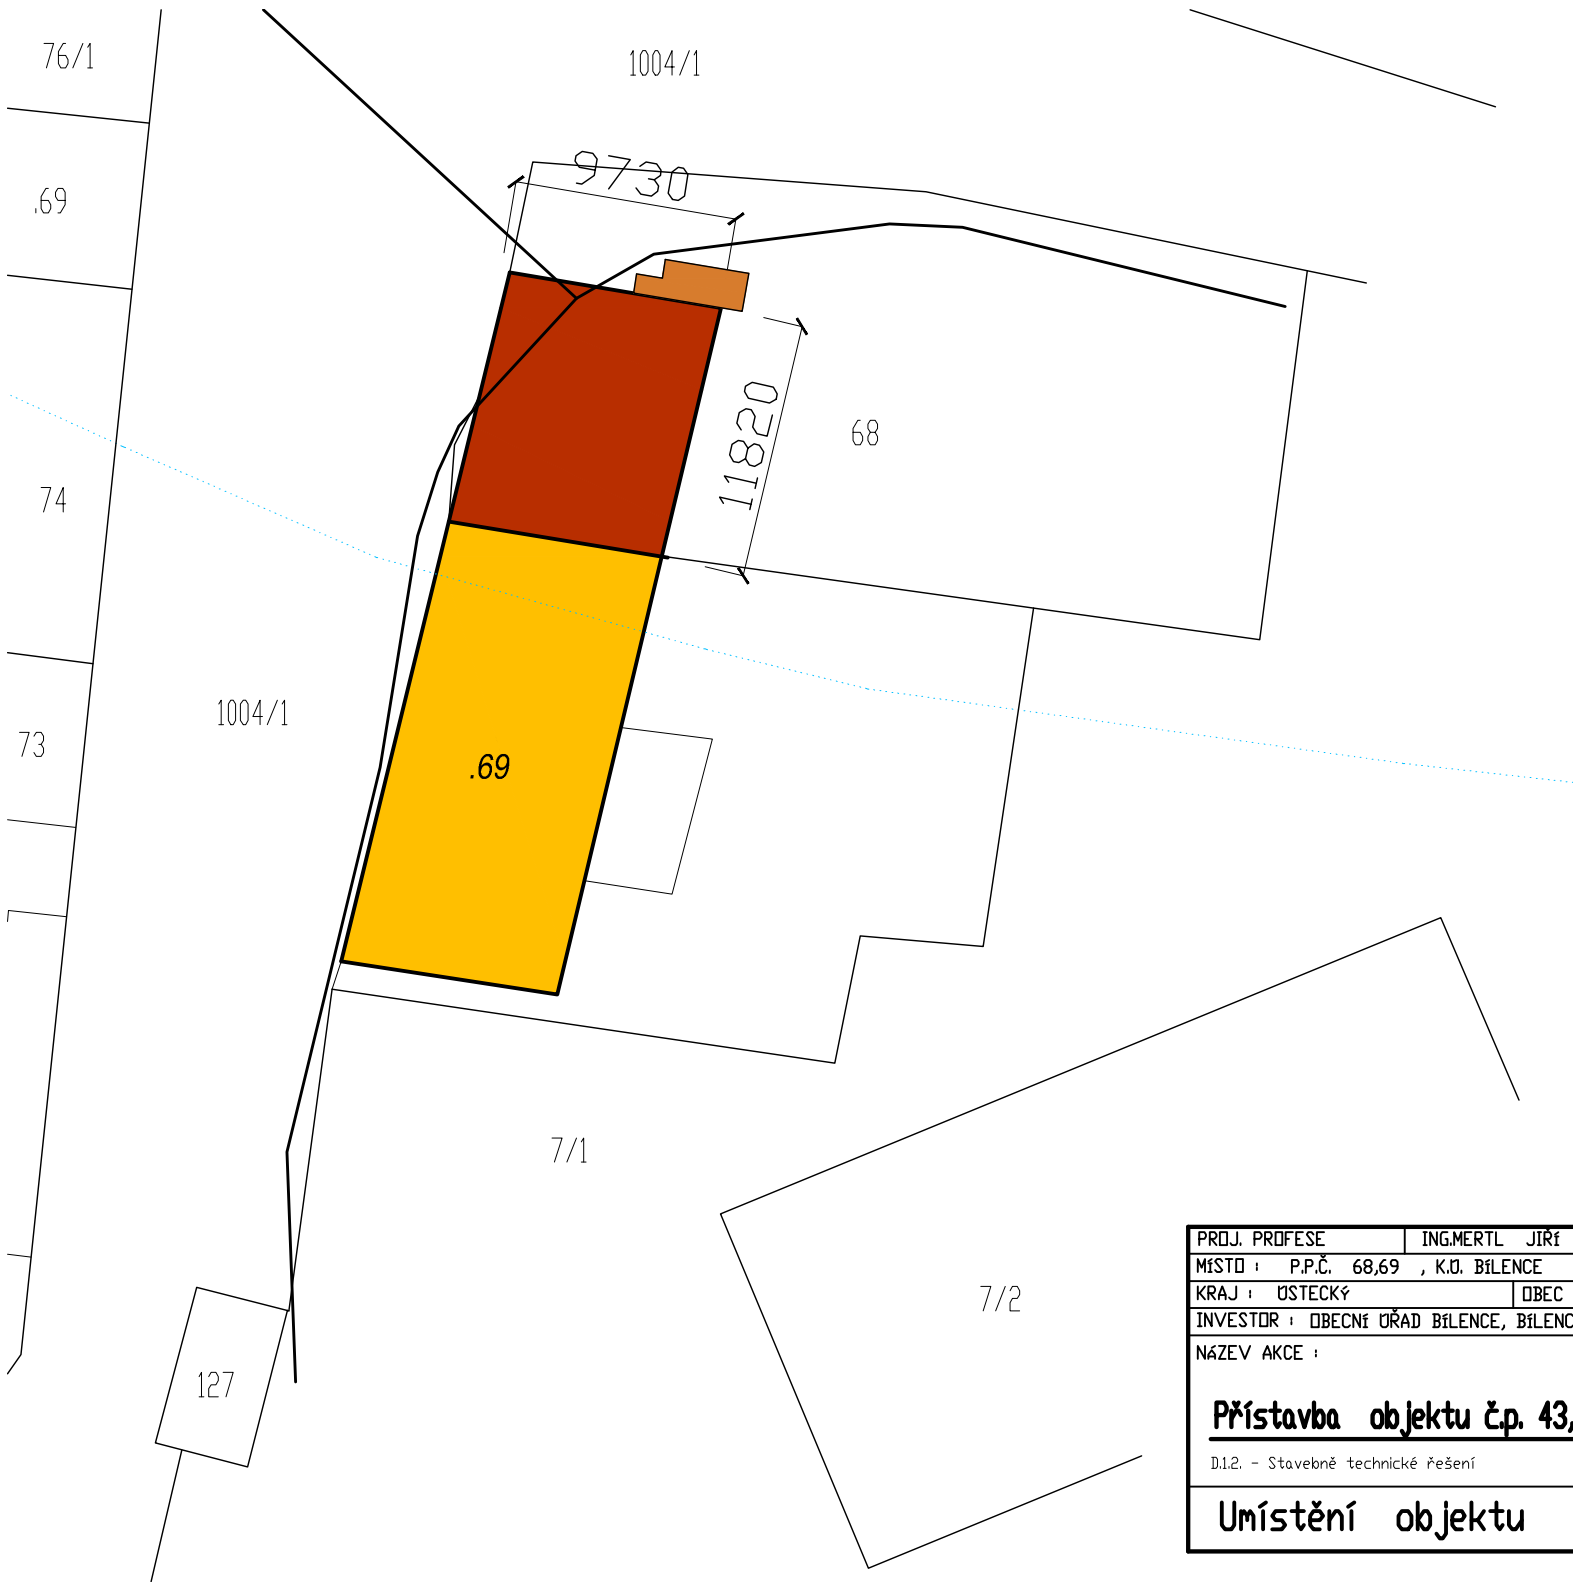 76/1
1004/1
9730
.69
11820
68
74
1004/1
73
.69
7/1
7/2
127
PROJ. PROFESE ING.MERTL JIŘÍ
MÍSTO : P.P.Č. 68,69 , K.Ú. BÍLENCE
KRAJ : ÚSTECKÝ OBEC
INVESTOR : OBECNÍ ÚŘAD BÍLENCE, BÍLENC
NÁZEV AKCE :
Přístavba objektu č.p. 43,
D.1.2. - Stavebně technické řešení
Umístění objektu